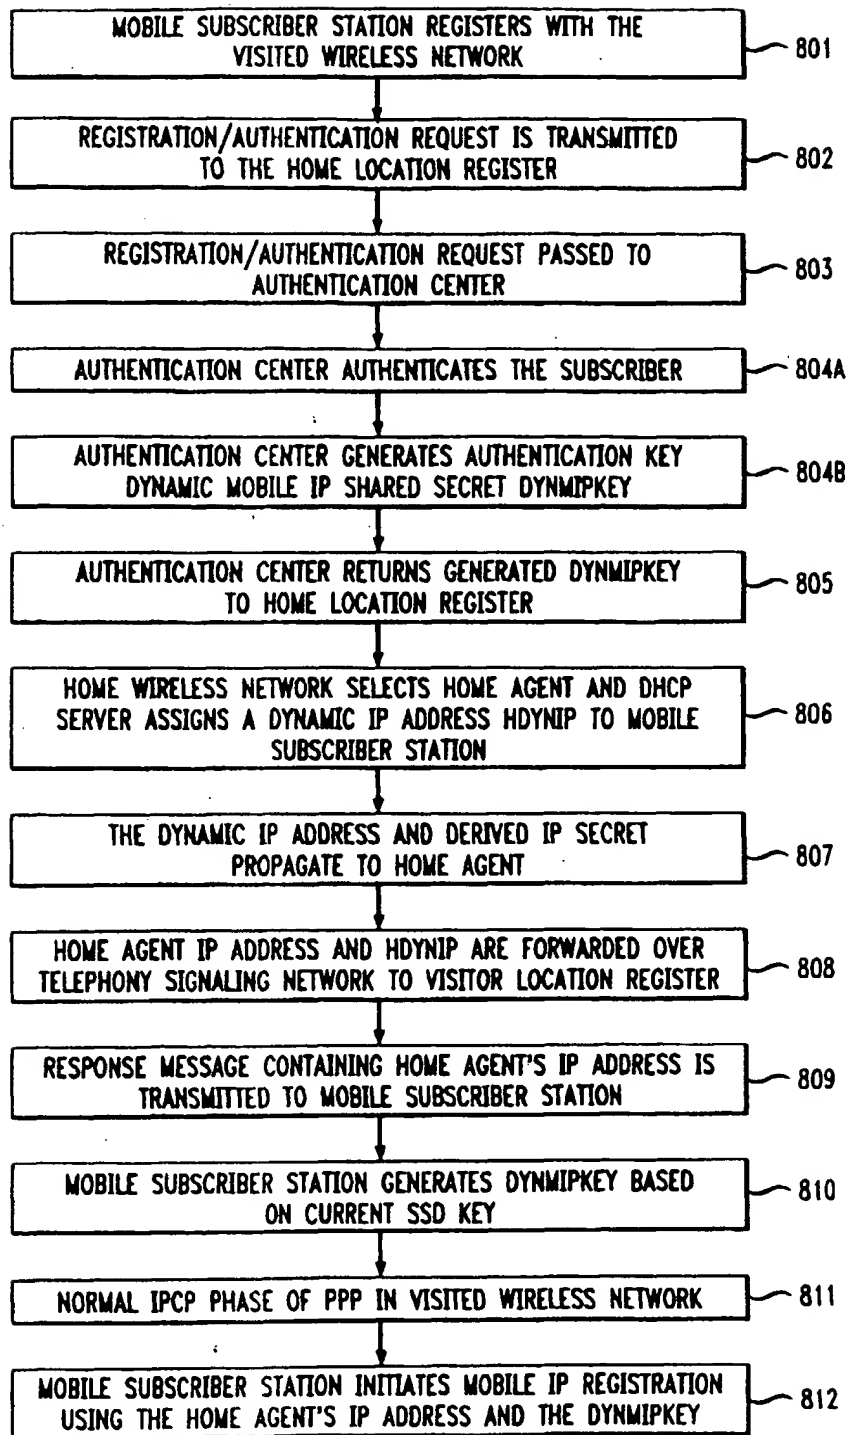 MOBILE SUBSCRIBER STATION REGISTERS WITH THE
VISITED WIRELESS NETWORK
801
REGISTRATION/AUTHENTICATION REQUEST IS TRANSMITTED
TO THE HOME LOCATION REGISTER
802
REGISTRATION/AUTHENTICATION REQUEST PASSED TO
AUTHENTICATION CENTER
803
AUTHENTICATION CENTER AUTHENTICATES THE SUBSCRIBER
804A
AUTHENTICATION CENTER GENERATES AUTHENTICATION KEY
DYNAMIC MOBILE IP SHARED SECRET DYNMIPKEY
804B
AUTHENTICATION CENTER RETURNS GENERATED DYNMIPKEY
TO HOME LOCATION REGISTER
805
HOME WIRELESS NETWORK SELECTS HOME AGENT AND DHCP
SERVER ASSIGNS A DYNAMIC IP ADDRESS HDYNIP TO MOBILE
SUBSCRIBER STATION
806
THE DYNAMIC IP ADDRESS AND DERIVED IP SECRET
PROPAGATE TO HOME AGENT
807
HOME AGENT IP ADDRESS AND HDYNIP ARE FORWARDED OVER
TELEPHONY SIGNALING NETWORK TO VISITOR LOCATION REGISTER
808
RESPONSE MESSAGE CONTAINING HOME AGENT'S IP ADDRESS IS
TRANSMITTED TO MOBILE SUBSCRIBER STATION
809
MOBILE SUBSCRIBER STATION GENERATES DYNMIPKEY BASED
ON CURRENT SSD KEY
810
NORMAL IPCP PHASE OF PPP IN VISITED WIRELESS NETWORK
811
MOBILE SUBSCRIBER STATION INITIATES MOBILE IP REGISTRATION
USING THE HOME AGENT'S IP ADDRESS AND THE DYNMIPKEY
812